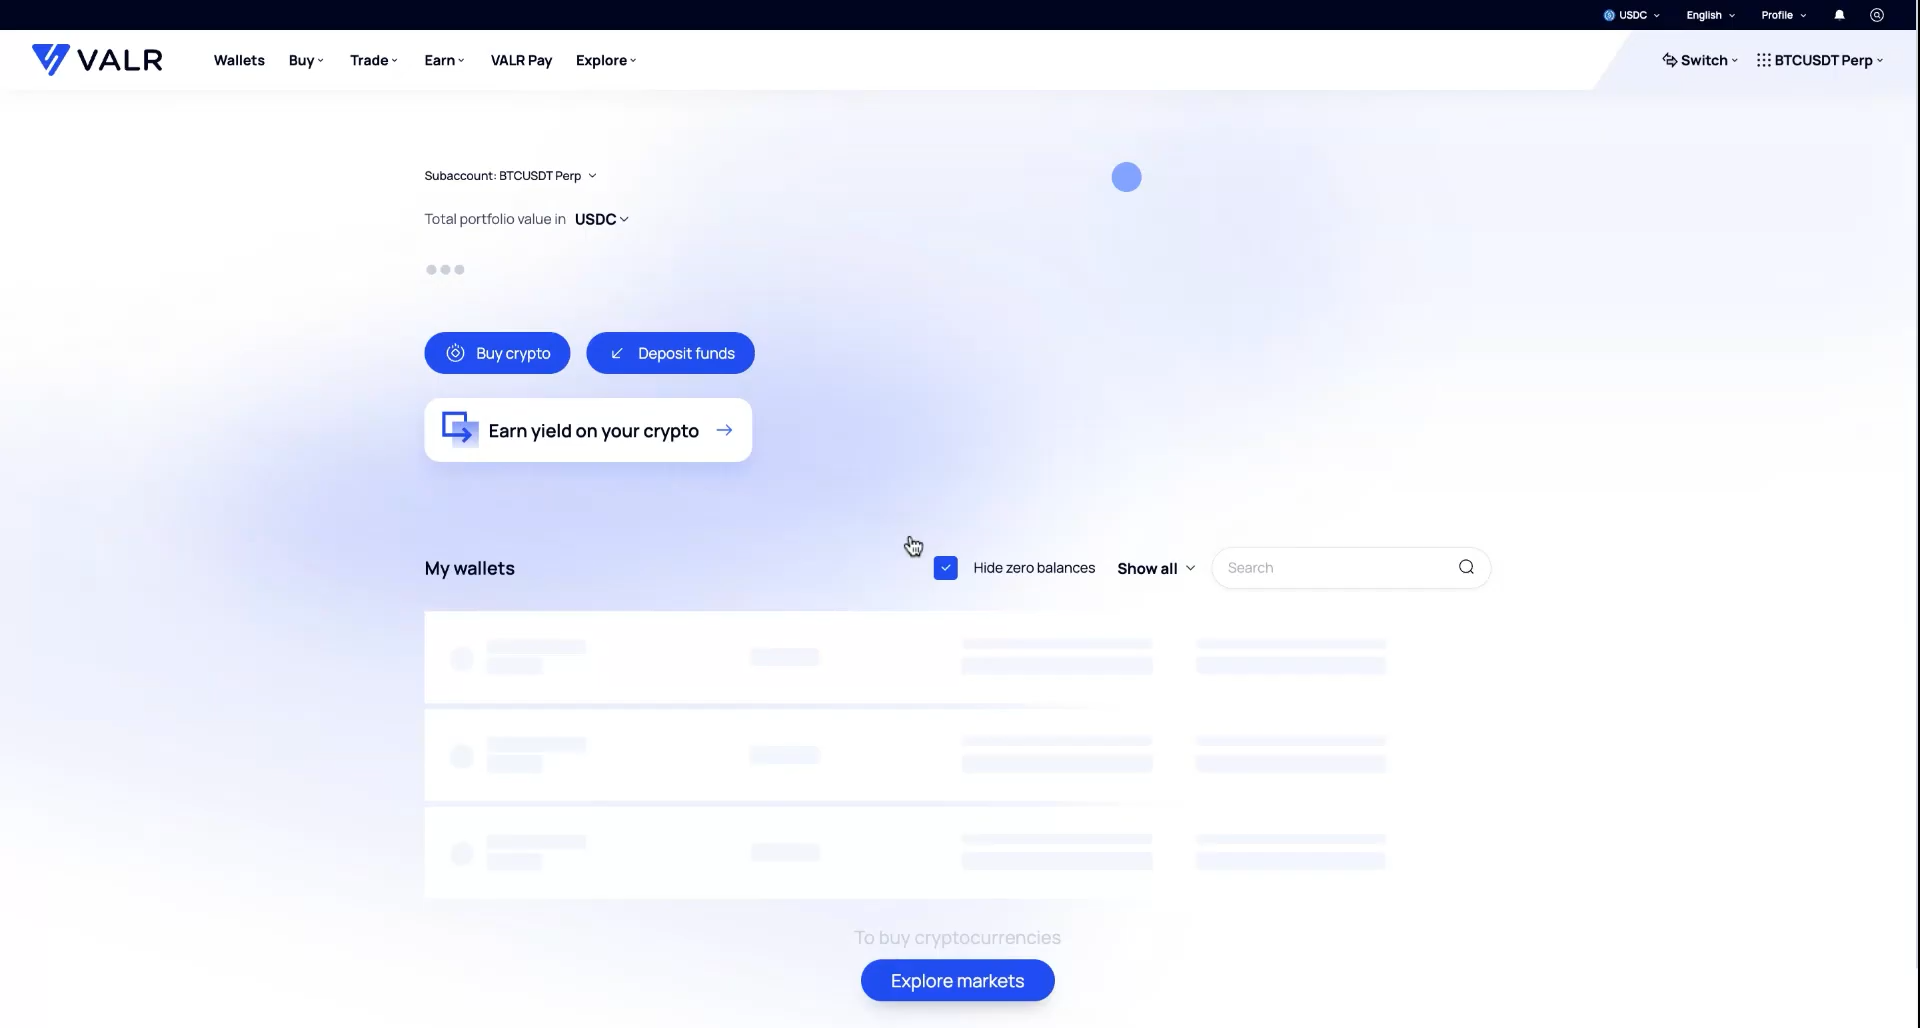 USDC English Profile
VALR Wallets Buy Trade Earn VALR Pay Explore Switch BTCUSDT Perp
Subaccount: BTCUSDT Perp
Total portfolio value in USDC
Buy crypto Deposit funds
Earn yield on your crypto
My wallets Hide zero balances Show all Search
To buy cryptocurrencies
Explore markets